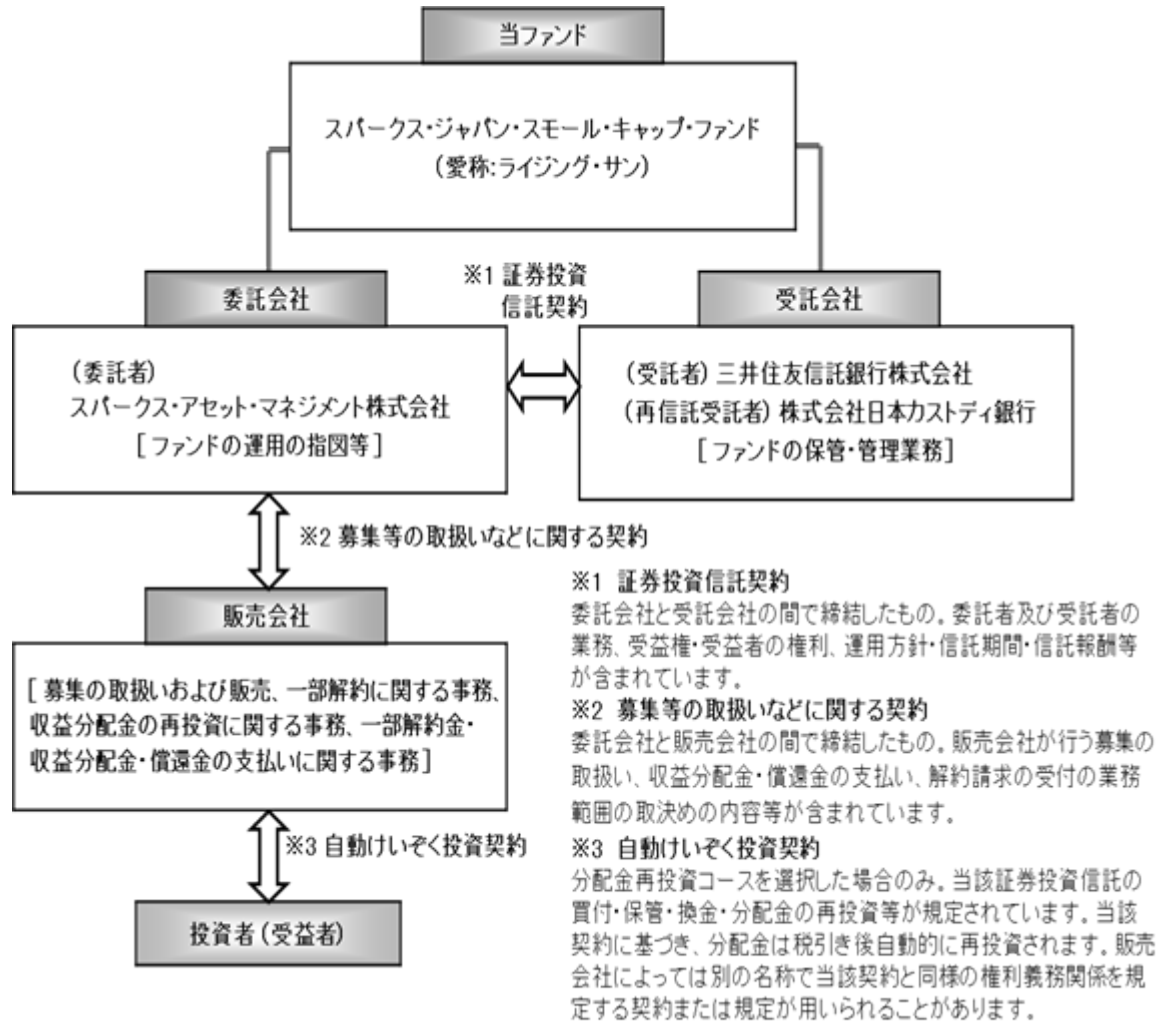 当ファンド
スパークス・ジャパン・スモール・キャップ・ファンド
(愛称:ライジング・サン)
委託会社
※1 証券投資
信託契約
受託会社
(委託者)
スパークス・アセット・マネジメント株式会社
[ファンドの運用の指図等]
(受託者) 三井住友信託銀行株式会社
(再信託受託者) 株式会社日本カストディ銀行
[ファンドの保管・管理業務]
※2 募集等の取扱いなどに関する契約
販売会社
[募集の取扱いおよび販売、一部解約に関する事務、
収益分配金の再投資に関する事務、一部解約金・
収益分配金・償還金の支払いに関する事務]
※3 自動けいぞく投資契約
投資者(受益者)
※1 証券投資信託契約
委託会社と受託会社の間で締結したもの。委託者及び受託者の
業務、受益権・受益者の権利、運用方針・信託期間・信託報酬等
が含まれています。
※2 募集等の取扱いなどに関する契約
委託会社と販売会社の間で締結したもの。販売会社が行う募集の
取扱い、収益分配金・償還金の支払い、解約請求の受付の業務
範囲の取決めの内容等が含まれています。
※3 自動けいぞく投資契約
分配金再投資コースを選択した場合のみ。当該証券投資信託の
買付・保管・換金・分配金の再投資等が規定されています。当該
契約に基づき、分配金は税引き後自動的に再投資されます。販売
会社によっては別の名称で当該契約と同様の権利義務関係を規
定する契約または規定が用いられることがあります。